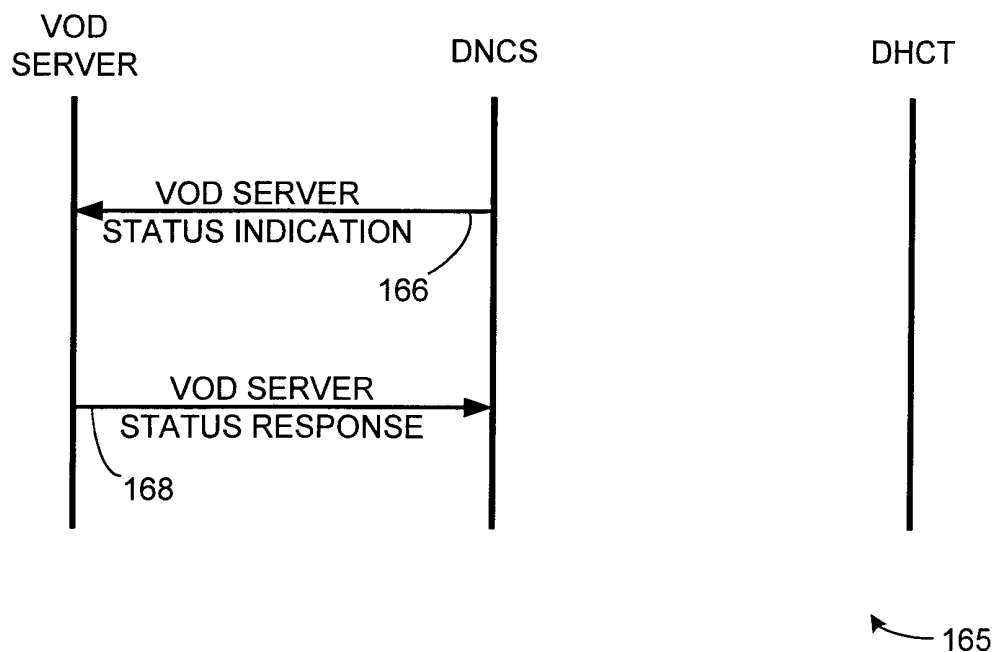 VOD
SERVER
DNCS
DHCT
VOD SERVER
STATUS INDICATION
166
VOD SERVER
STATUS RESPONSE
168
165